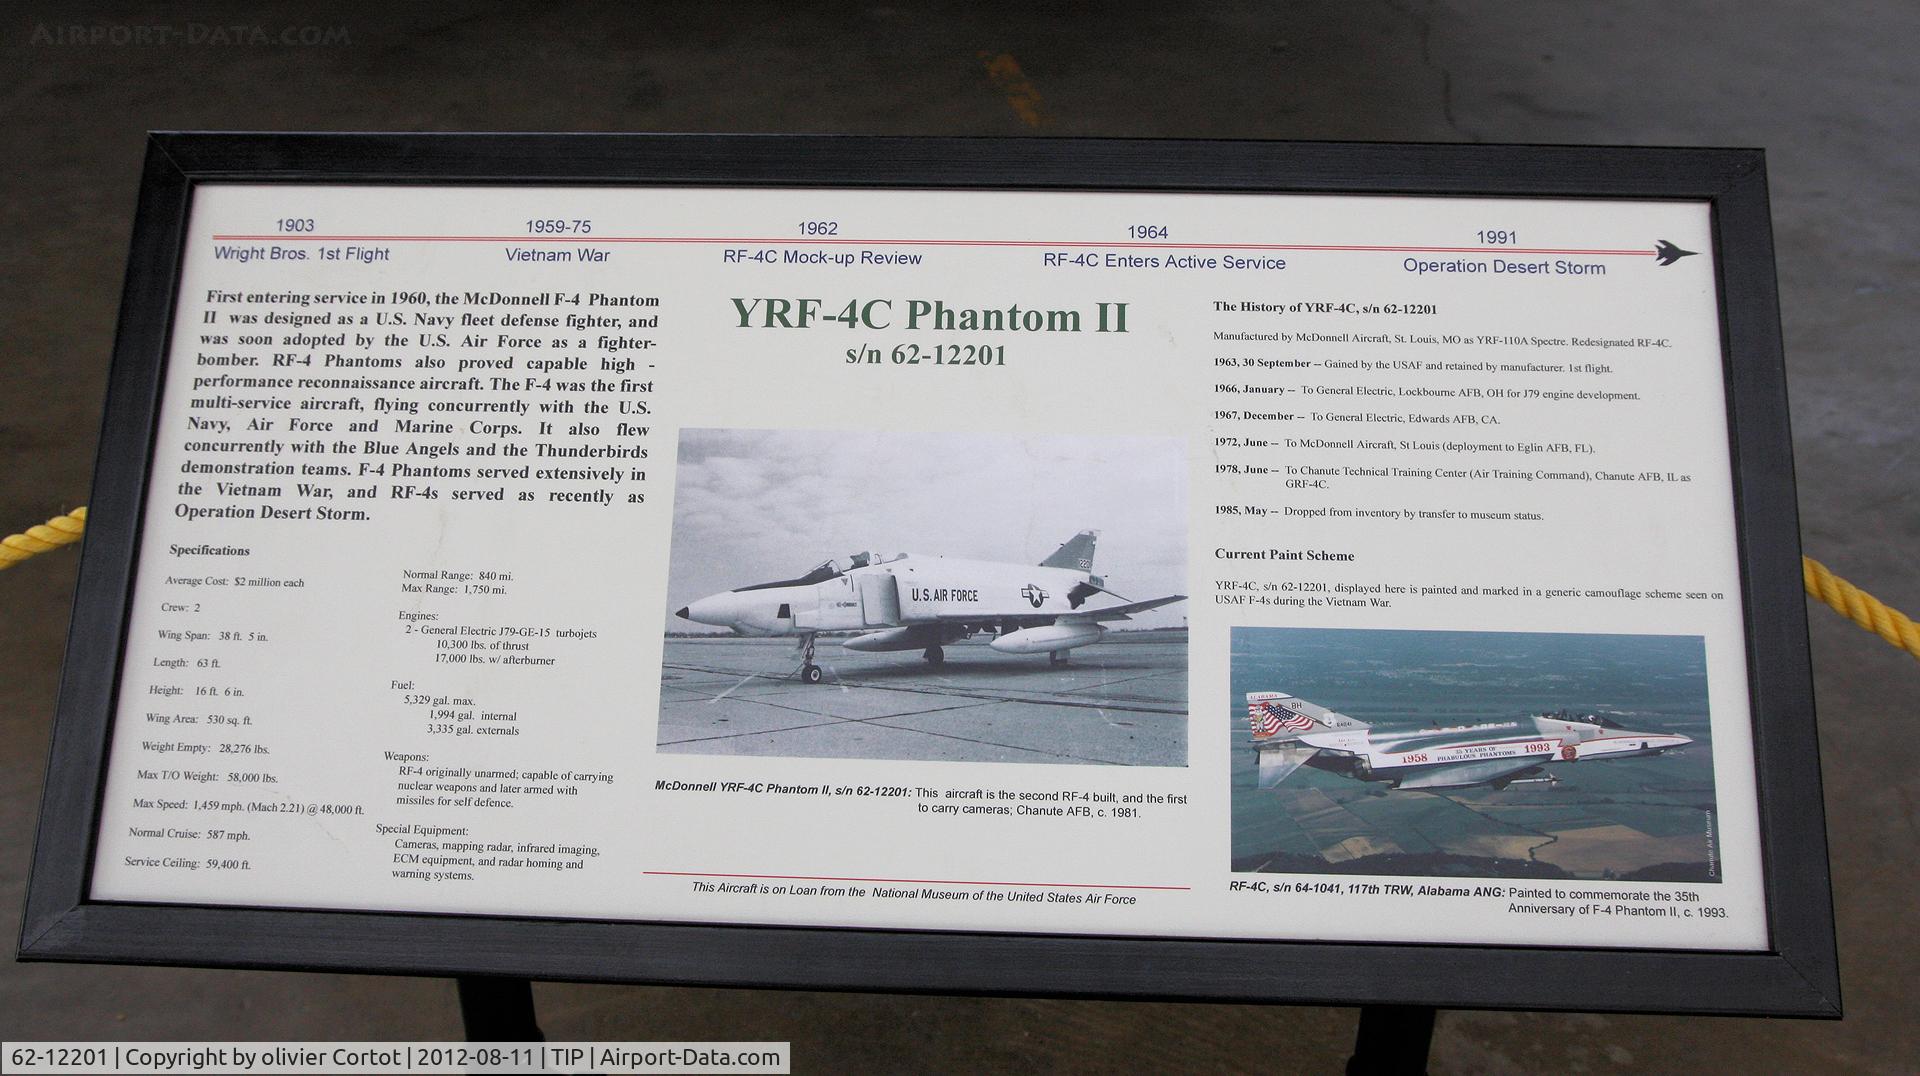 AIRPORT-DATA.COM
1903
Wright Bros. 1st Flight
1959-75
Vietnam War
1962
RF-4C Mock-up Review
1964
RF-4C Enters Active Service
1991
Operation Desert Storm
First entering service in 1960, the McDonnell F-4 Phantom
II was designed as a U.S. Navy fleet defense fighter, and
was soon adopted by the U.S. Air Force as a fighter-
bomber. RF-4 Phantoms also proved capable high -
performance reconnaissance aircraft. The F-4 was the first
multi-service aircraft, flying concurrently with the U.S.
Navy, Air Force and Marine Corps. It also flew
concurrently with the Blue Angels and the Thunderbirds
demonstration teams. F-4 Phantoms served extensively in
the Vietnam War, and RF-4s served as recently as
Operation Desert Storm.
Specifications
Average Cost: $2 million each
Crew: 2
Wing Span: 38 ft. 5 in.
Length: 63 ft.
Height: 16 ft. 6 in.
Wing Area: 530 sq. ft.
Weight Empty: 28,276 lbs.
Max T/O Weight: 58,000 lbs.
Max Speed: 1,459 mph. (Mach 2.21) @ 48,000 ft.
Normal Cruise: 587 mph.
Service Ceiling: 59,400 ft.
Normal Range: 840 mi.
Max Range: 1,750 mi.
Engines:
2 - General Electric J79-GE-15 turbojets
10,300 lbs. of thrust
17,000 lbs. w/ afterburner
Fuel:
5,329 gal. max.
1,994 gal. internal
3,335 gal. externals
Weapons:
RF-4 originally unarmed; capable of carrying
nuclear weapons and later armed with
missiles for self defence.
Special Equipment:
Cameras, mapping radar, infrared imaging,
ECM equipment, and radar homing and
warning systems.
YRF-4C Phantom II
s/n 62-12201
220
U.S. AIR FORCE
McDonnell YRF-4C Phantom II, s/n 62-12201: This aircraft is the second RF-4 built, and the first
to carry cameras; Chanute AFB, c. 1981.
This Aircraft is on Loan from the National Museum of the United States Air Force
The History of YRF-4C, s/n 62-12201
Manufactured by McDonnell Aircraft, St. Louis, MO as YRF-110A Spectre. Redesignated RF-4C.
1963, 30 September -- Gained by the USAF and retained by manufacturer. 1st flight.
1966, January -- To General Electric, Lockbourne AFB, OH for J79 engine development.
1967, December -- To General Electric, Edwards AFB, CA.
1972, June -- To McDonnell Aircraft, St Louis (deployment to Eglin AFB, FL).
1978, June -- To Chanute Technical Training Center (Air Training Command), Chanute AFB, IL as
GRF-4C.
1985, May -- Dropped from inventory by transfer to museum status.
Current Paint Scheme
YRF-4C, s/n 62-12201, displayed here is painted and marked in a generic camouflage scheme seen on
USAF F-4s during the Vietnam War.
ALABAMA
BH
64041
1958 35 YEARS OF PHABULOUS PHANTOMS 1993
Chanute Air Museum
RF-4C, s/n 64-1041, 117th TRW, Alabama ANG: Painted to commemorate the 35th
Anniversary of F-4 Phantom II, c. 1993.
62-12201 | Copyright by olivier Cortot | 2012-08-11 | TIP | Airport-Data.com